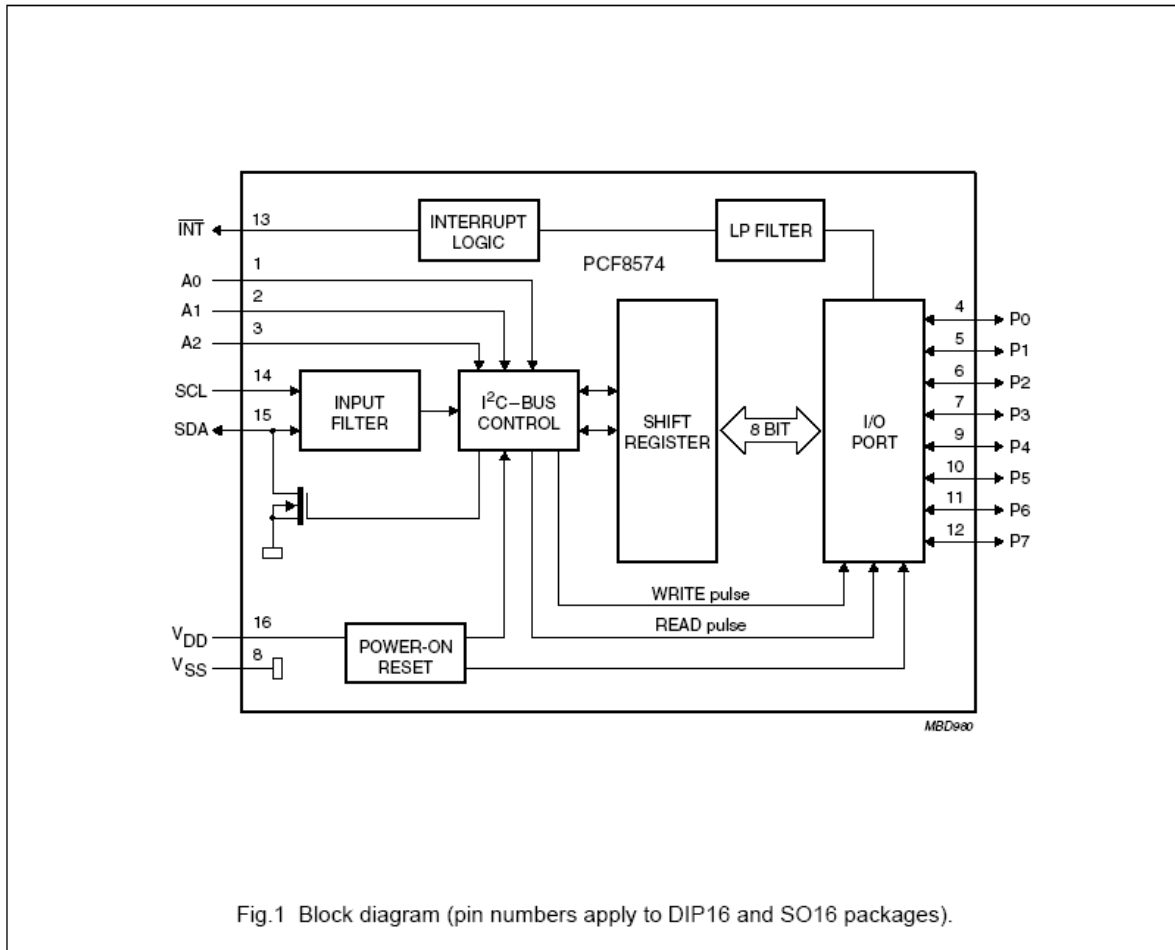 INT
13
INTERRUPT
LOGIC
LP FILTER
PCF8574
A0
1
A1
2
A2
3
SCL
14
SDA
15
INPUT
FILTER
I²C–BUS
CONTROL
SHIFT
REGISTER
8 BIT
I/O
PORT
4
P0
5
P1
6
P2
7
P3
9
P4
10
P5
11
P6
12
P7
WRITE pulse
READ pulse
VDD
16
VSS
8
POWER-ON
RESET
MBD980
Fig.1 Block diagram (pin numbers apply to DIP16 and SO16 packages).